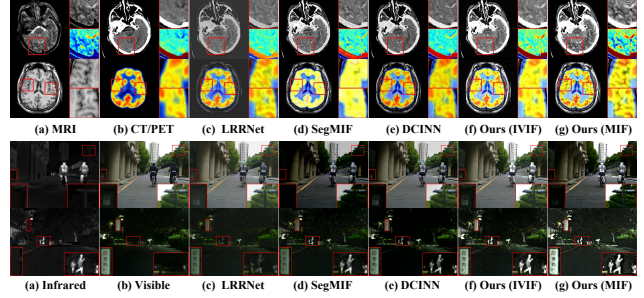 (a) MRI (b) CT/PET (c) LRRNet (d) SegMIF (e) DCINN (f) Ours (IVIF) (g) Ours (MIF)
(a) Infrared (b) Visible (c) LRRNet (d) SegMIF (e) DCINN (f) Ours (IVIF) (g) Ours (MIF)